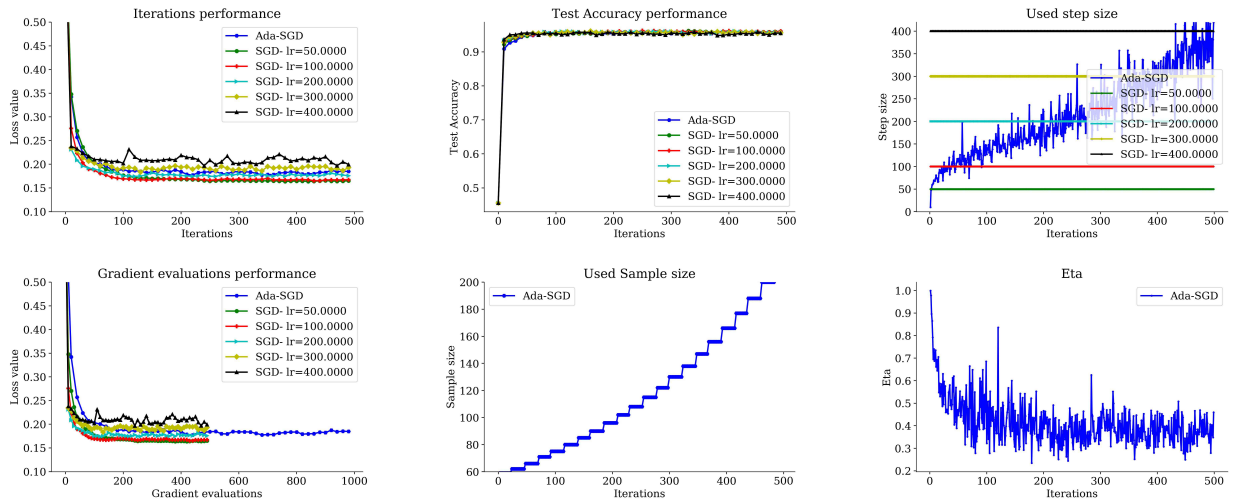 Iterations performance
Loss value
0.50
0.45
0.40
0.35
0.30
0.25
0.20
0.15
0.10
Ada-SGD
SGD- lr=50.0000
SGD- lr=100.0000
SGD- lr=200.0000
SGD- lr=300.0000
SGD- lr=400.0000
0 100 200 300 400 500
Iterations
Test Accuracy performance
Test Accuracy
0.9
0.8
0.7
0.6
0.5
Ada-SGD
SGD- lr=50.0000
SGD- lr=100.0000
SGD- lr=200.0000
SGD- lr=300.0000
SGD- lr=400.0000
0 100 200 300 400 500
Iterations
Used step size
Step size
400
350
300
250
200
150
100
50
0
Ada-SGD
SGD- lr=50.0000
SGD- lr=100.0000
SGD- lr=200.0000
SGD- lr=300.0000
SGD- lr=400.0000
0 100 200 300 400 500
Iterations
Gradient evaluations performance
Loss value
0.50
0.45
0.40
0.35
0.30
0.25
0.20
0.15
0.10
Ada-SGD
SGD- lr=50.0000
SGD- lr=100.0000
SGD- lr=200.0000
SGD- lr=300.0000
SGD- lr=400.0000
0 200 400 600 800 1000
Gradient evaluations
Used Sample size
Sample size
200
180
160
140
120
100
80
60
Ada-SGD
0 100 200 300 400 500
Iterations
Eta
Eta
1.0
0.9
0.8
0.7
0.6
0.5
0.4
0.3
0.2
Ada-SGD
0 100 200 300 400 500
Iterations